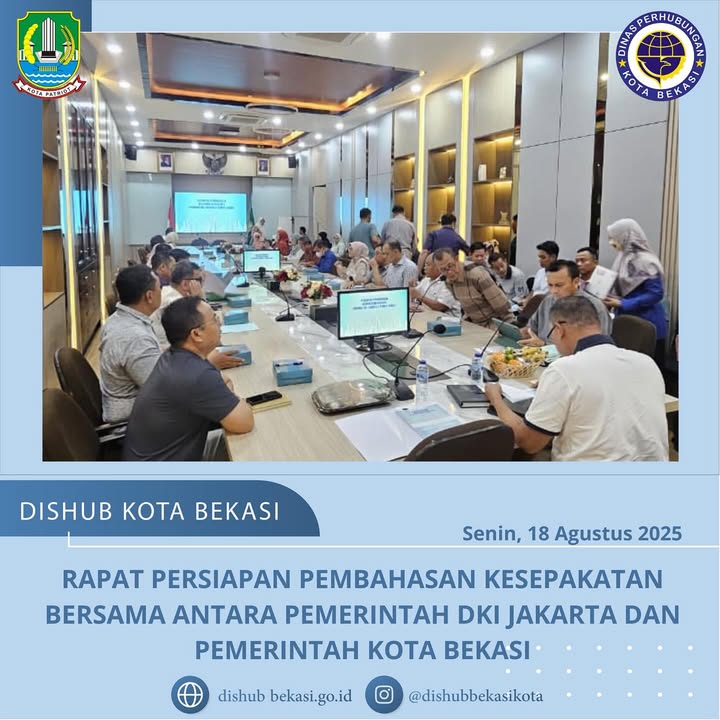 KOTA PATRIOT
DINAS PERHUBUNGAN
KOTA BEKASI
DISHUB KOTA BEKASI
Senin, 18 Agustus 2025
RAPAT PERSIAPAN PEMBAHASAN KESEPAKATAN
BERSAMA ANTARA PEMERINTAH DKI JAKARTA DAN
PEMERINTAH KOTA BEKASI
dishub bekasi.go.id
@dishubbekasikota